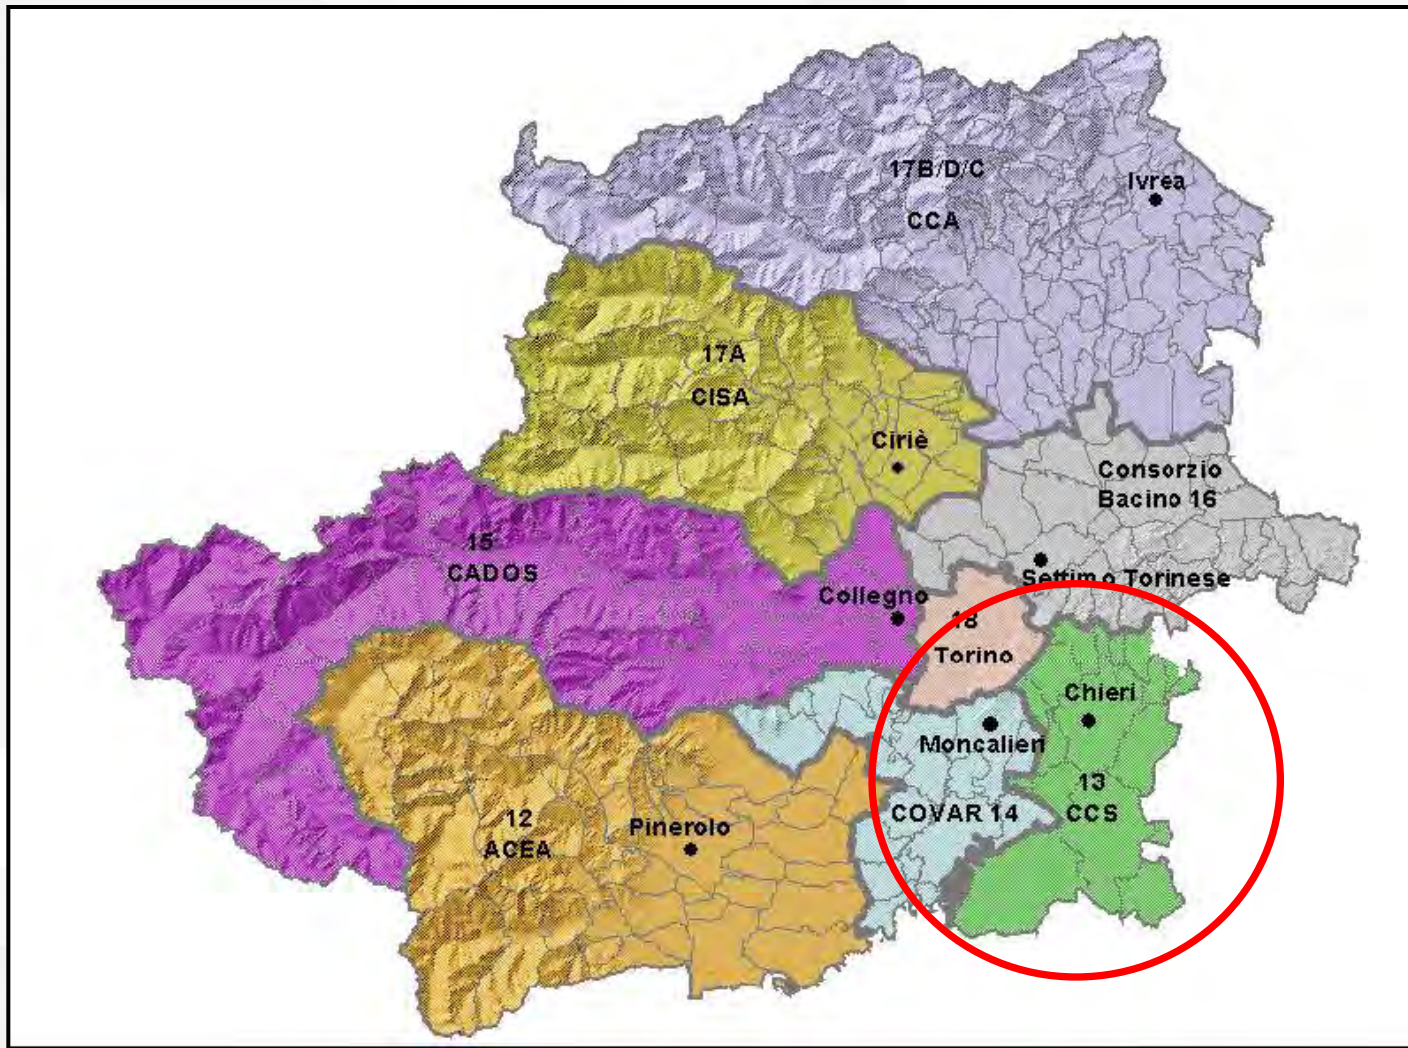 17B/D/C
CCA
Ivrea
17A
CISA
Ciriè
Consorzio
Bacino 16
15
CADOS
Settimo Torinese
Collegno
18
Torino
Chieri
Moncalieri
13
CCS
COVAR 14
12
ACEA
Pinerolo